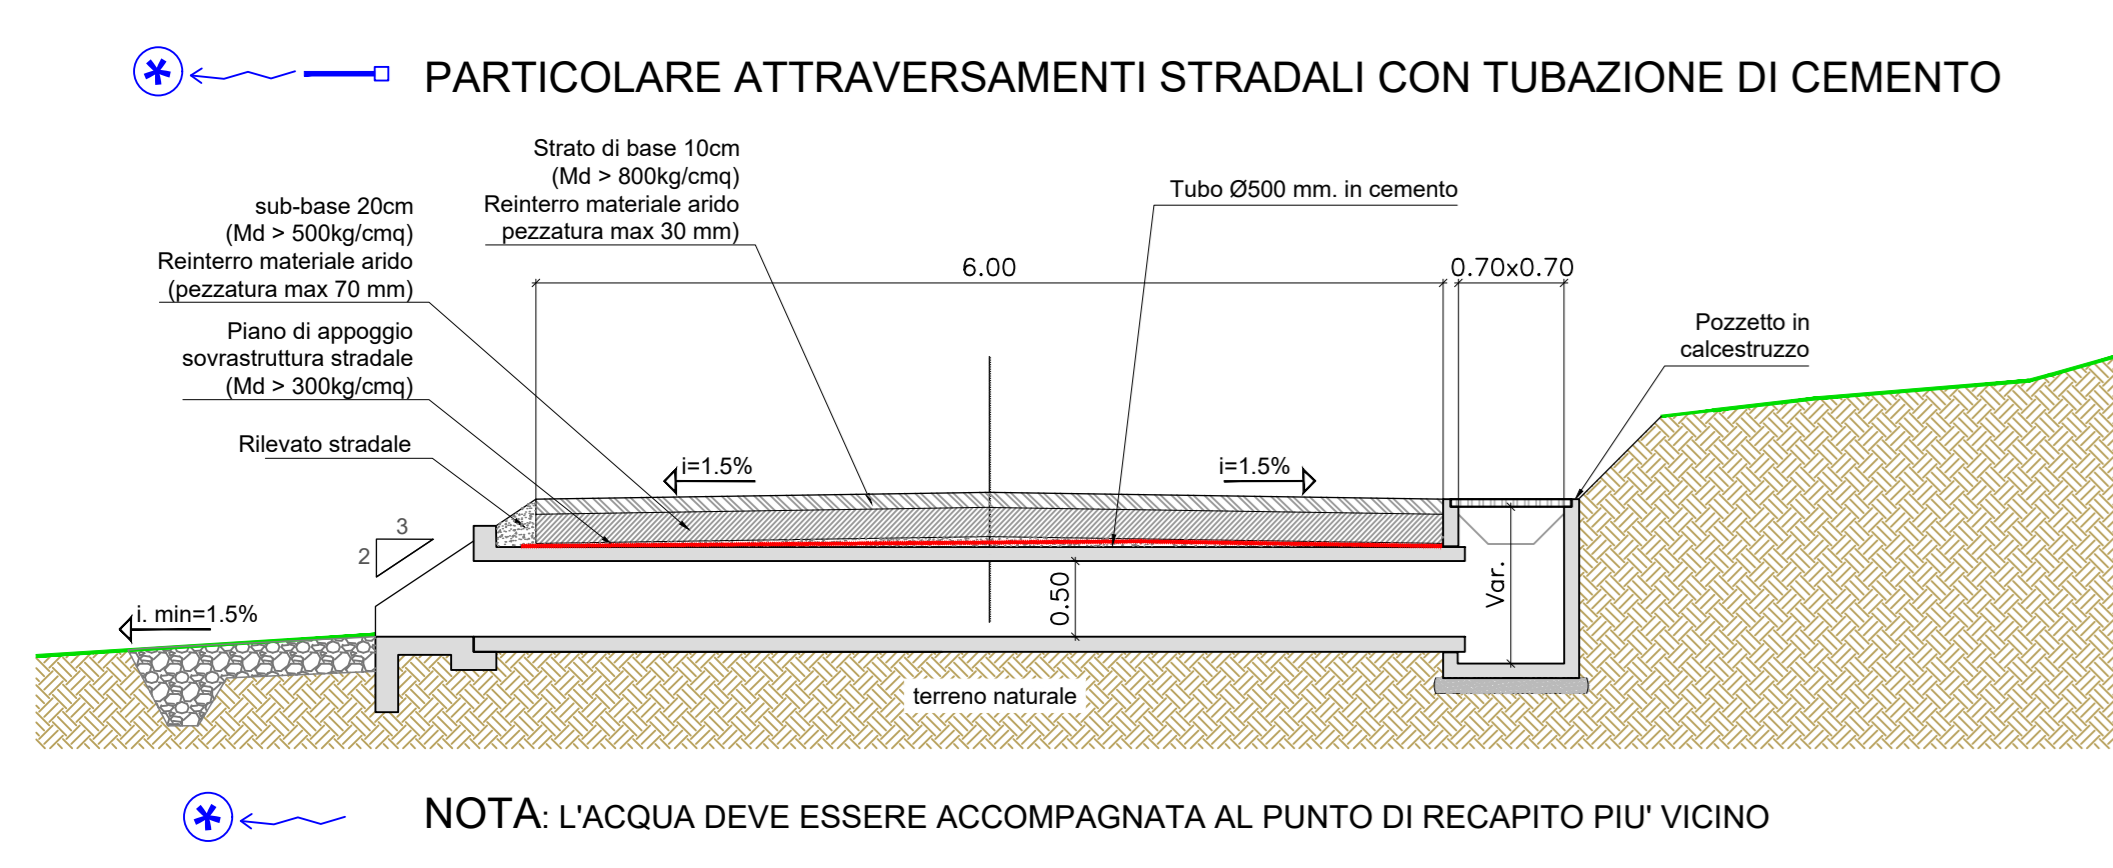 PARTICOLARE ATTRAVERSAMENTI STRADALI CON TUBAZIONE DI CEMENTO
Strato di base 10cm
(Md > 800kg/cmq)
Reinterro materiale arido
pezzatura max 30 mm)
sub-base 20cm
(Md > 500kg/cmq)
Reinterro materiale arido
(pezzatura max 70 mm)
Piano di appoggio
sovrastruttura stradale
(Md > 300kg/cmq)
Rilevato stradale
Tubo Ø500 mm. in cemento
6.00
0.70x0.70
Pozzetto in
calcestruzzo
i=1.5%
i=1.5%
3
2
i. min=1.5%
0.50
Var.
terreno naturale
NOTA: L'ACQUA DEVE ESSERE ACCOMPAGNATA AL PUNTO DI RECAPITO PIU' VICINO